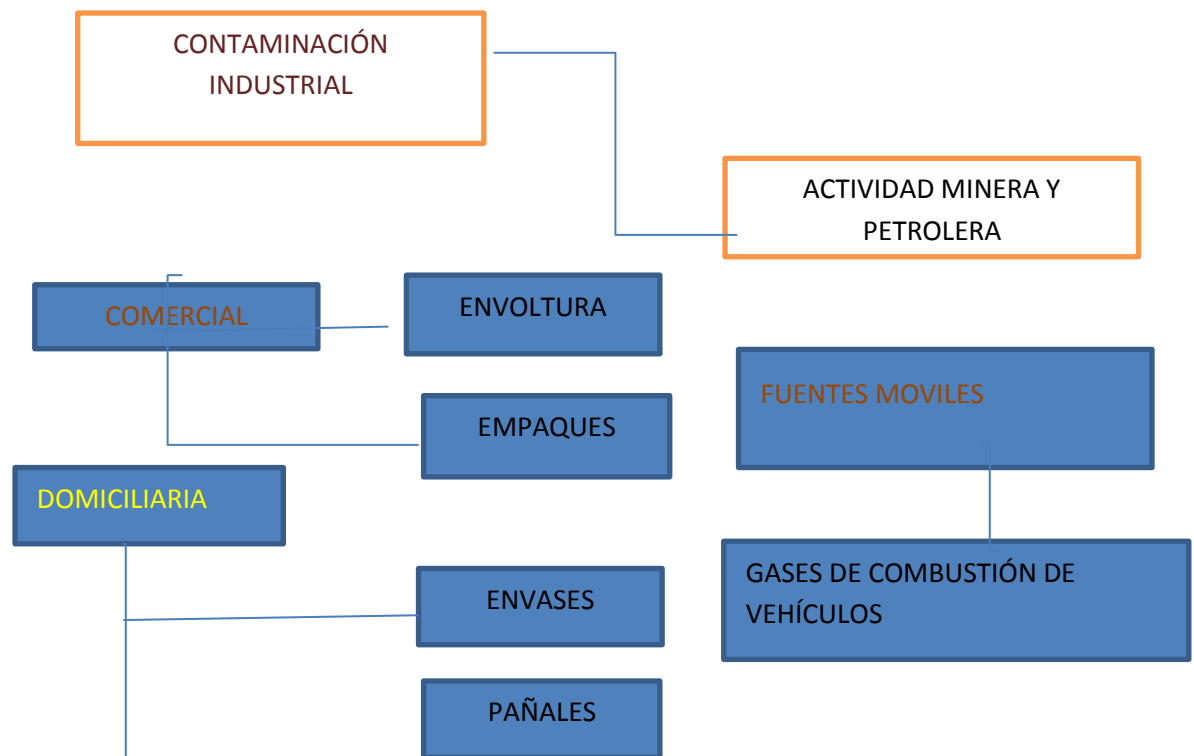 CONTAMINACIÓN
INDUSTRIAL
ACTIVIDAD MINERA Y
PETROLERA
COMERCIAL
ENVOLTURA
EMPAQUES
FUENTES MOVILES
DOMICILIARIA
ENVASES
PAÑALES
GASES DE COMBUSTIÓN DE
VEHÍCULOS